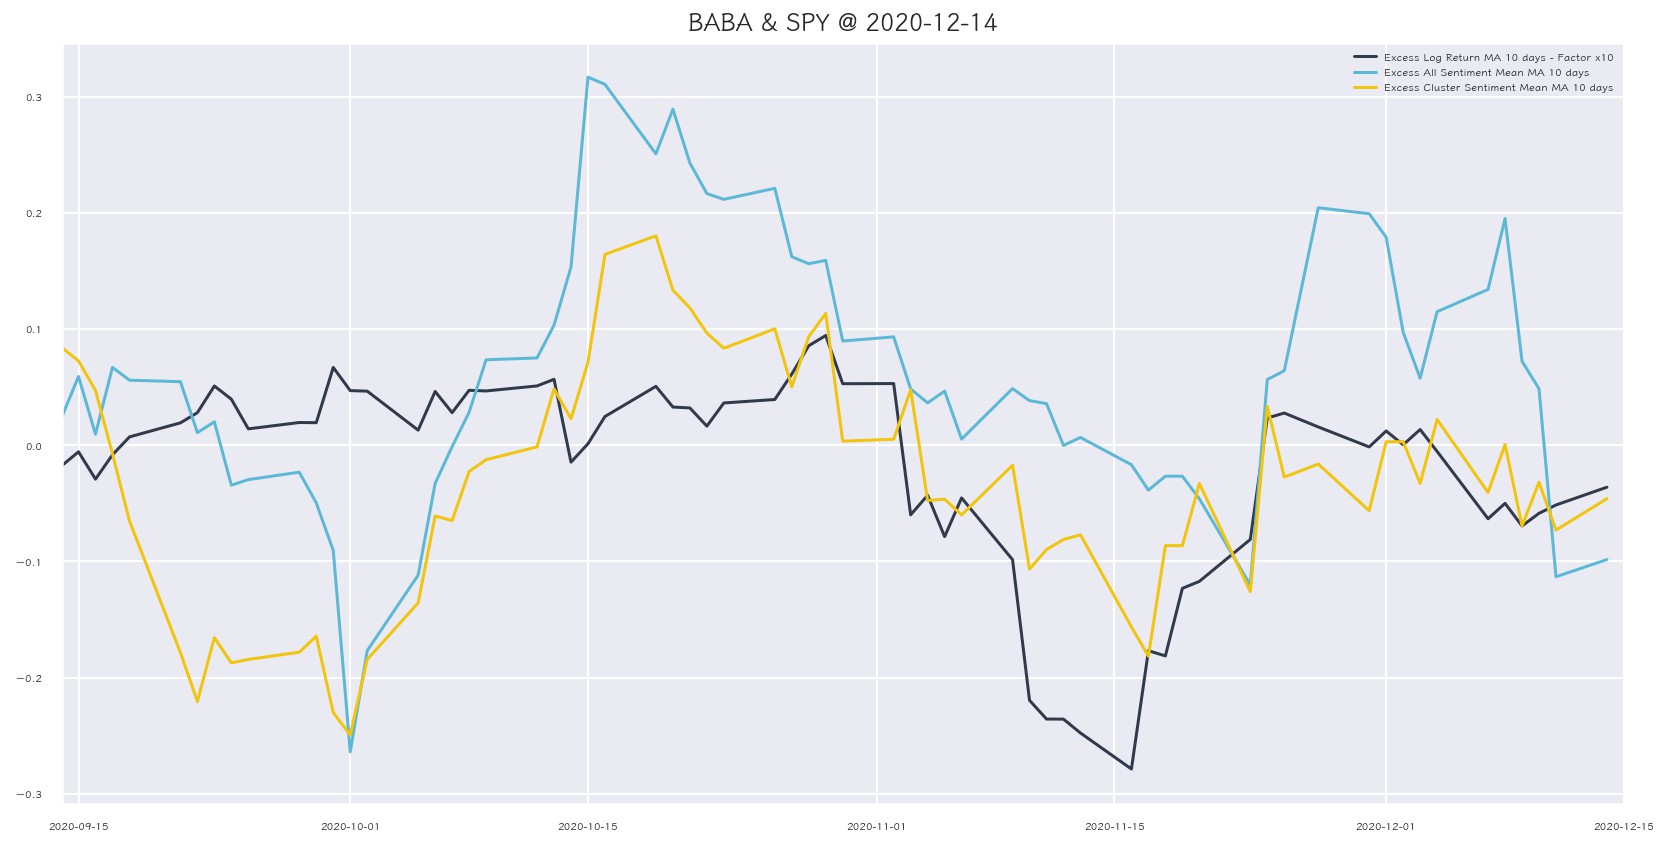 BABA & SPY @ 2020-12-14
Excess Log Return MA 10 days - Factor x10
Excess All Sentiment Mean MA 10 days
Excess Cluster Sentiment Mean MA 10 days
0.3
0.2
0.1
0.0
−0.1
−0.2
−0.3
2020-09-15 2020-10-01 2020-10-15 2020-11-01 2020-11-15 2020-12-01 2020-12-15